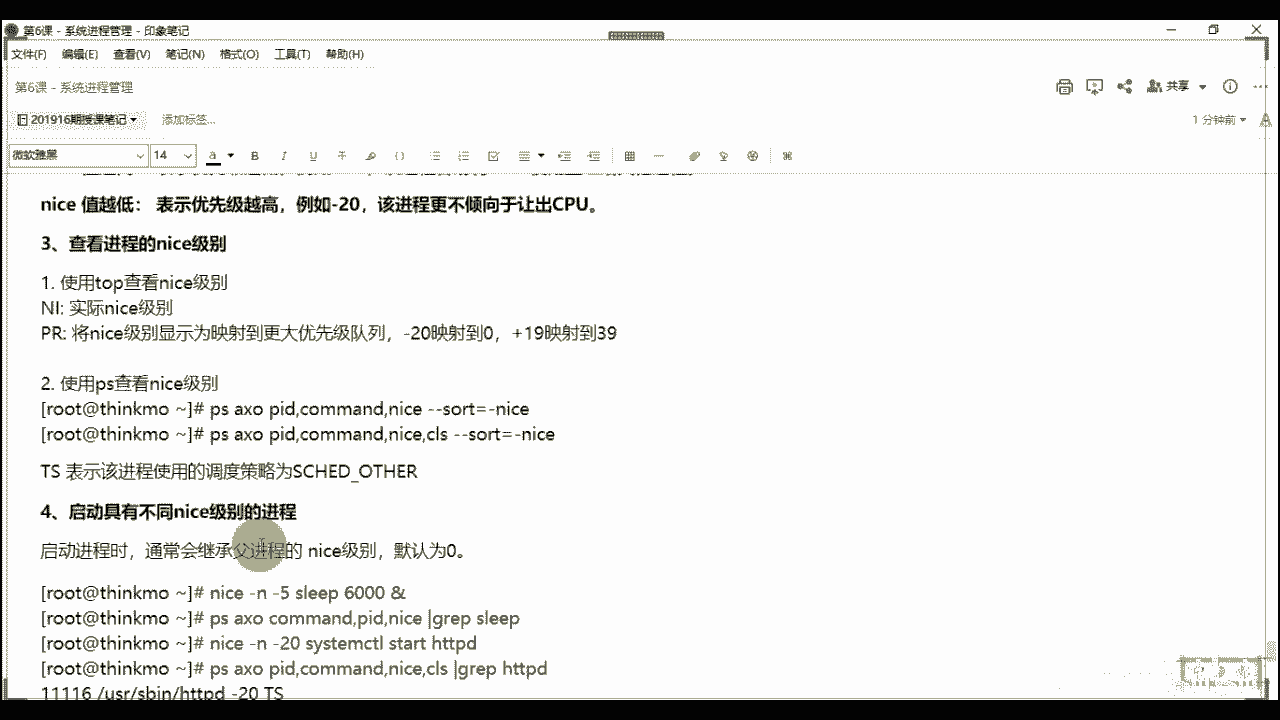 第6课 - 系统进程管理 - 印象笔记
文件(F) 编辑(E) 查看(V) 笔记(N) 格式(O) 工具(T) 帮助(H)
第6课 - 系统进程管理
共享
201916期授课笔记 添加标签...
1 分钟前
微软雅黑 14
nice 值越低： 表示优先级越高，例如-20，该进程更不倾向于让出CPU。
3、查看进程的nice级别
1. 使用top查看nice级别
NI: 实际nice级别
PR: 将nice级别显示为映射到更大优先级队列，-20映射到0，+19映射到39
2. 使用ps查看nice级别
[root@thinkmo ~]# ps axo pid,command,nice --sort=-nice
[root@thinkmo ~]# ps axo pid,command,nice,cls --sort=-nice
TS 表示该进程使用的调度策略为SCHED_OTHER
4、启动具有不同nice级别的进程
启动进程时，通常会继承父进程的 nice级别，默认为0。
[root@thinkmo ~]# nice -n -5 sleep 6000 &
[root@thinkmo ~]# ps axo command,pid,nice |grep sleep
[root@thinkmo ~]# nice -n -20 systemctl start httpd
[root@thinkmo ~]# ps axo pid,command,nice,cls |grep httpd
11116 /usr/sbin/httpd -20 TS